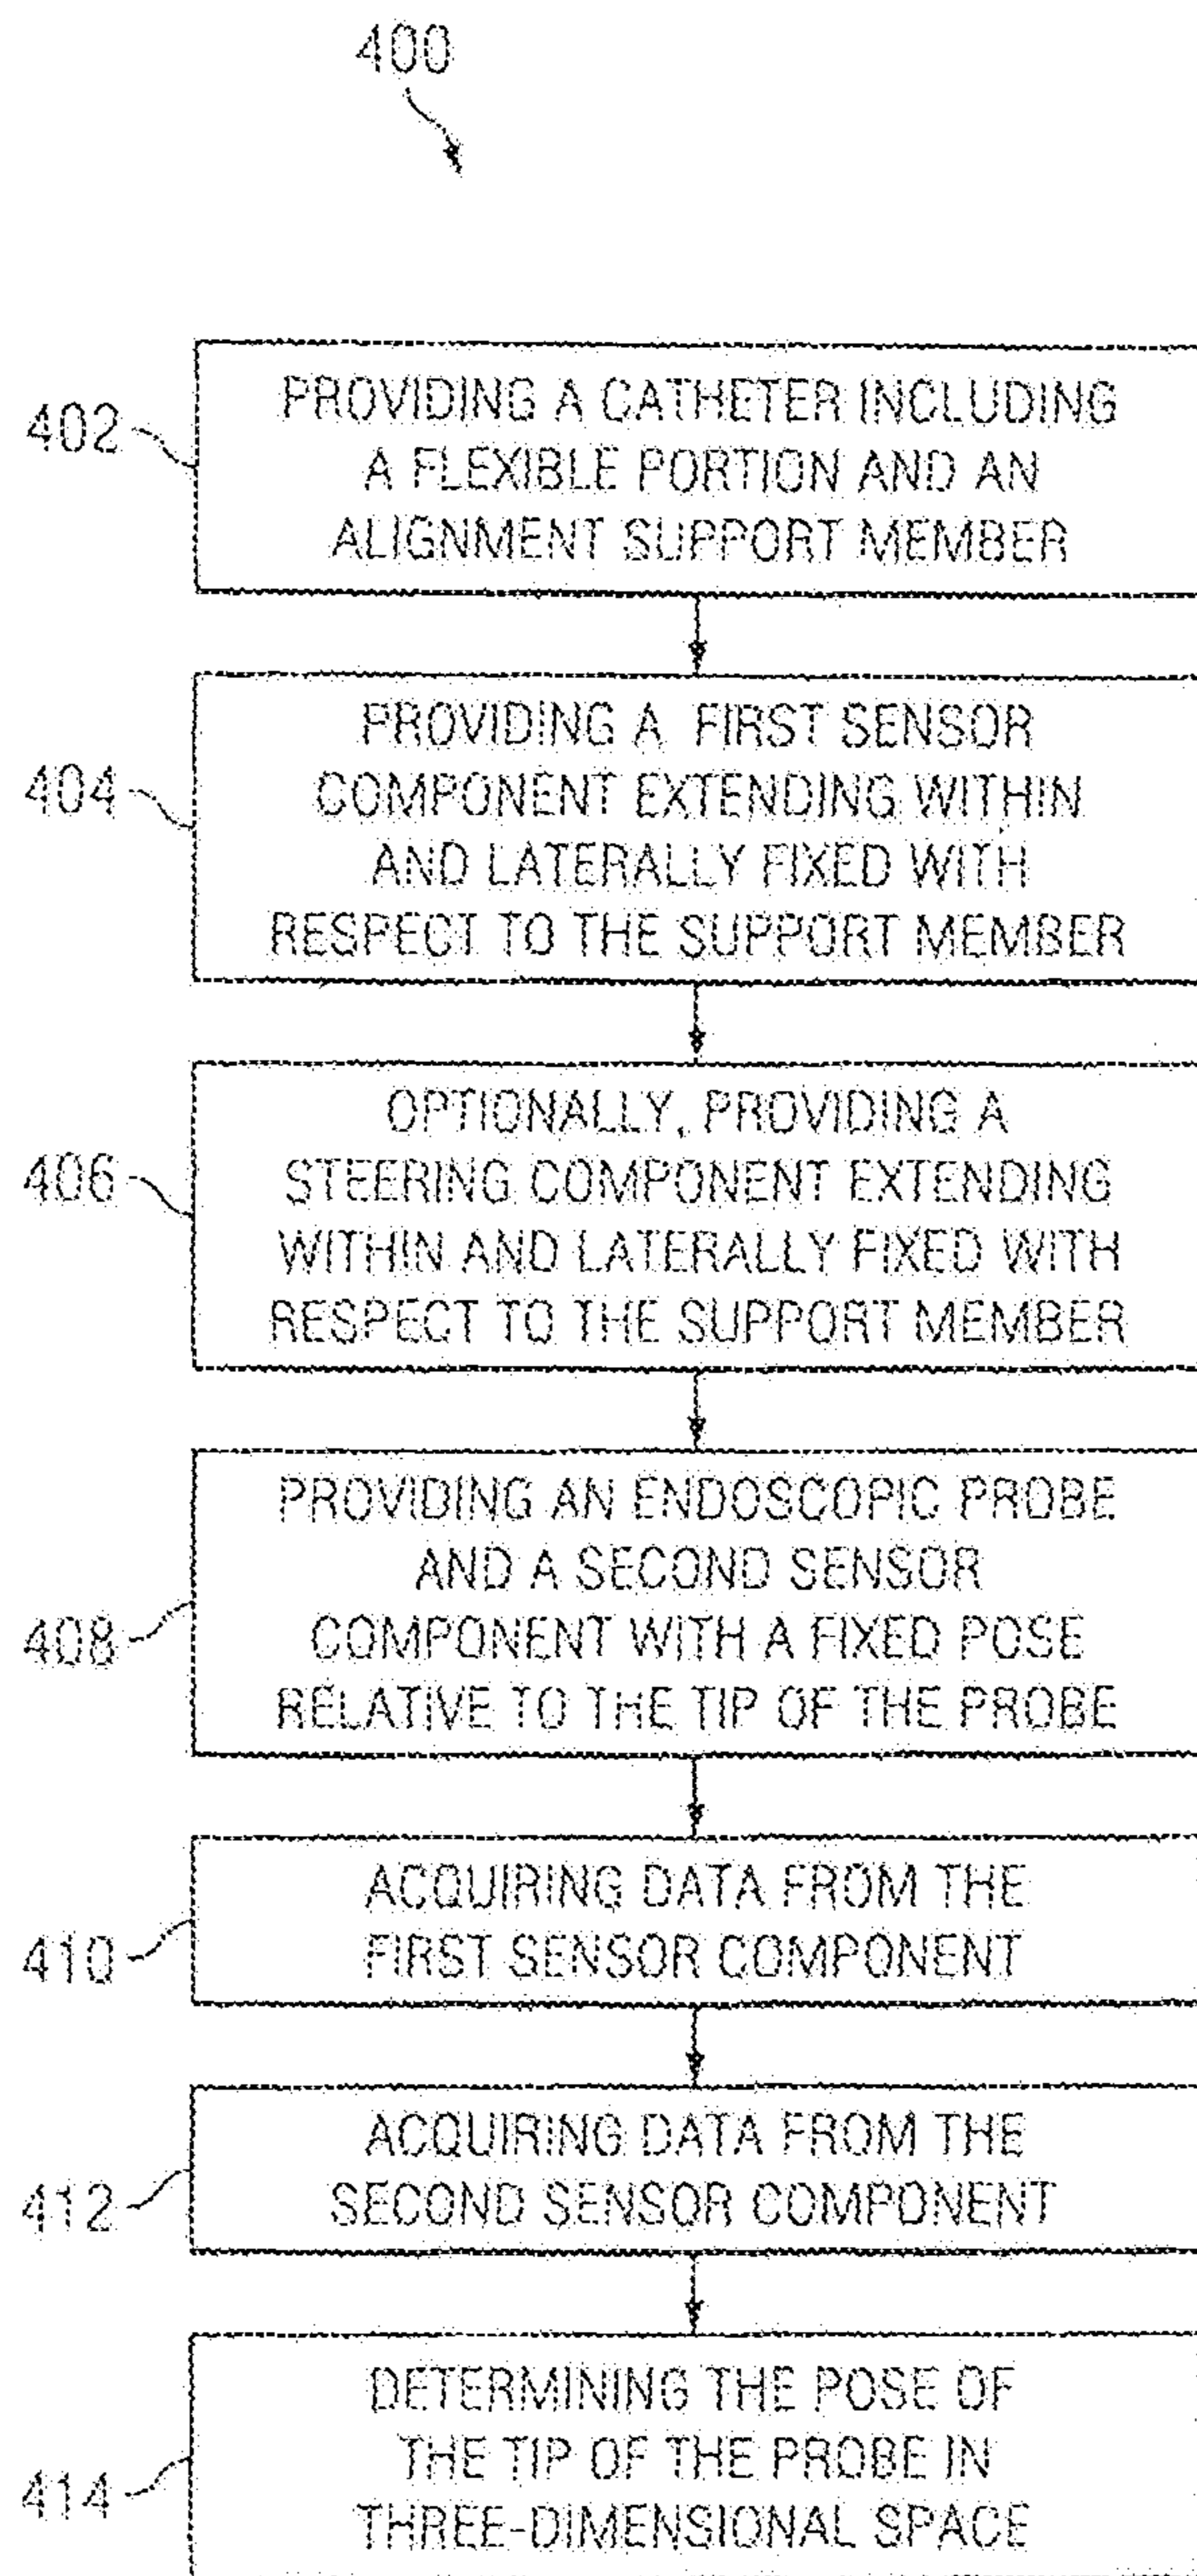 400
402
PROVIDING A CATHETER INCLUDING
A FLEXIBLE PORTION AND AN
ALIGNMENT SUPPORT MEMBER
404
PROVIDING A FIRST SENSOR
COMPONENT EXTENDING WITHIN
AND LATERALLY FIXED WITH
RESPECT TO THE SUPPORT MEMBER
406
OPTIONALLY, PROVIDING A
STEERING COMPONENT EXTENDING
WITHIN AND LATERALLY FIXED WITH
RESPECT TO THE SUPPORT MEMBER
408
PROVIDING AN ENDOSCOPIC PROBE
AND A SECOND SENSOR
COMPONENT WITH A FIXED POSE
RELATIVE TO THE TIP OF THE PROBE
410
ACQUIRING DATA FROM THE
FIRST SENSOR COMPONENT
412
ACQUIRING DATA FROM THE
SECOND SENSOR COMPONENT
414
DETERMINING THE POSE OF
THE TIP OF THE PROBE IN
THREE-DIMENSIONAL SPACE